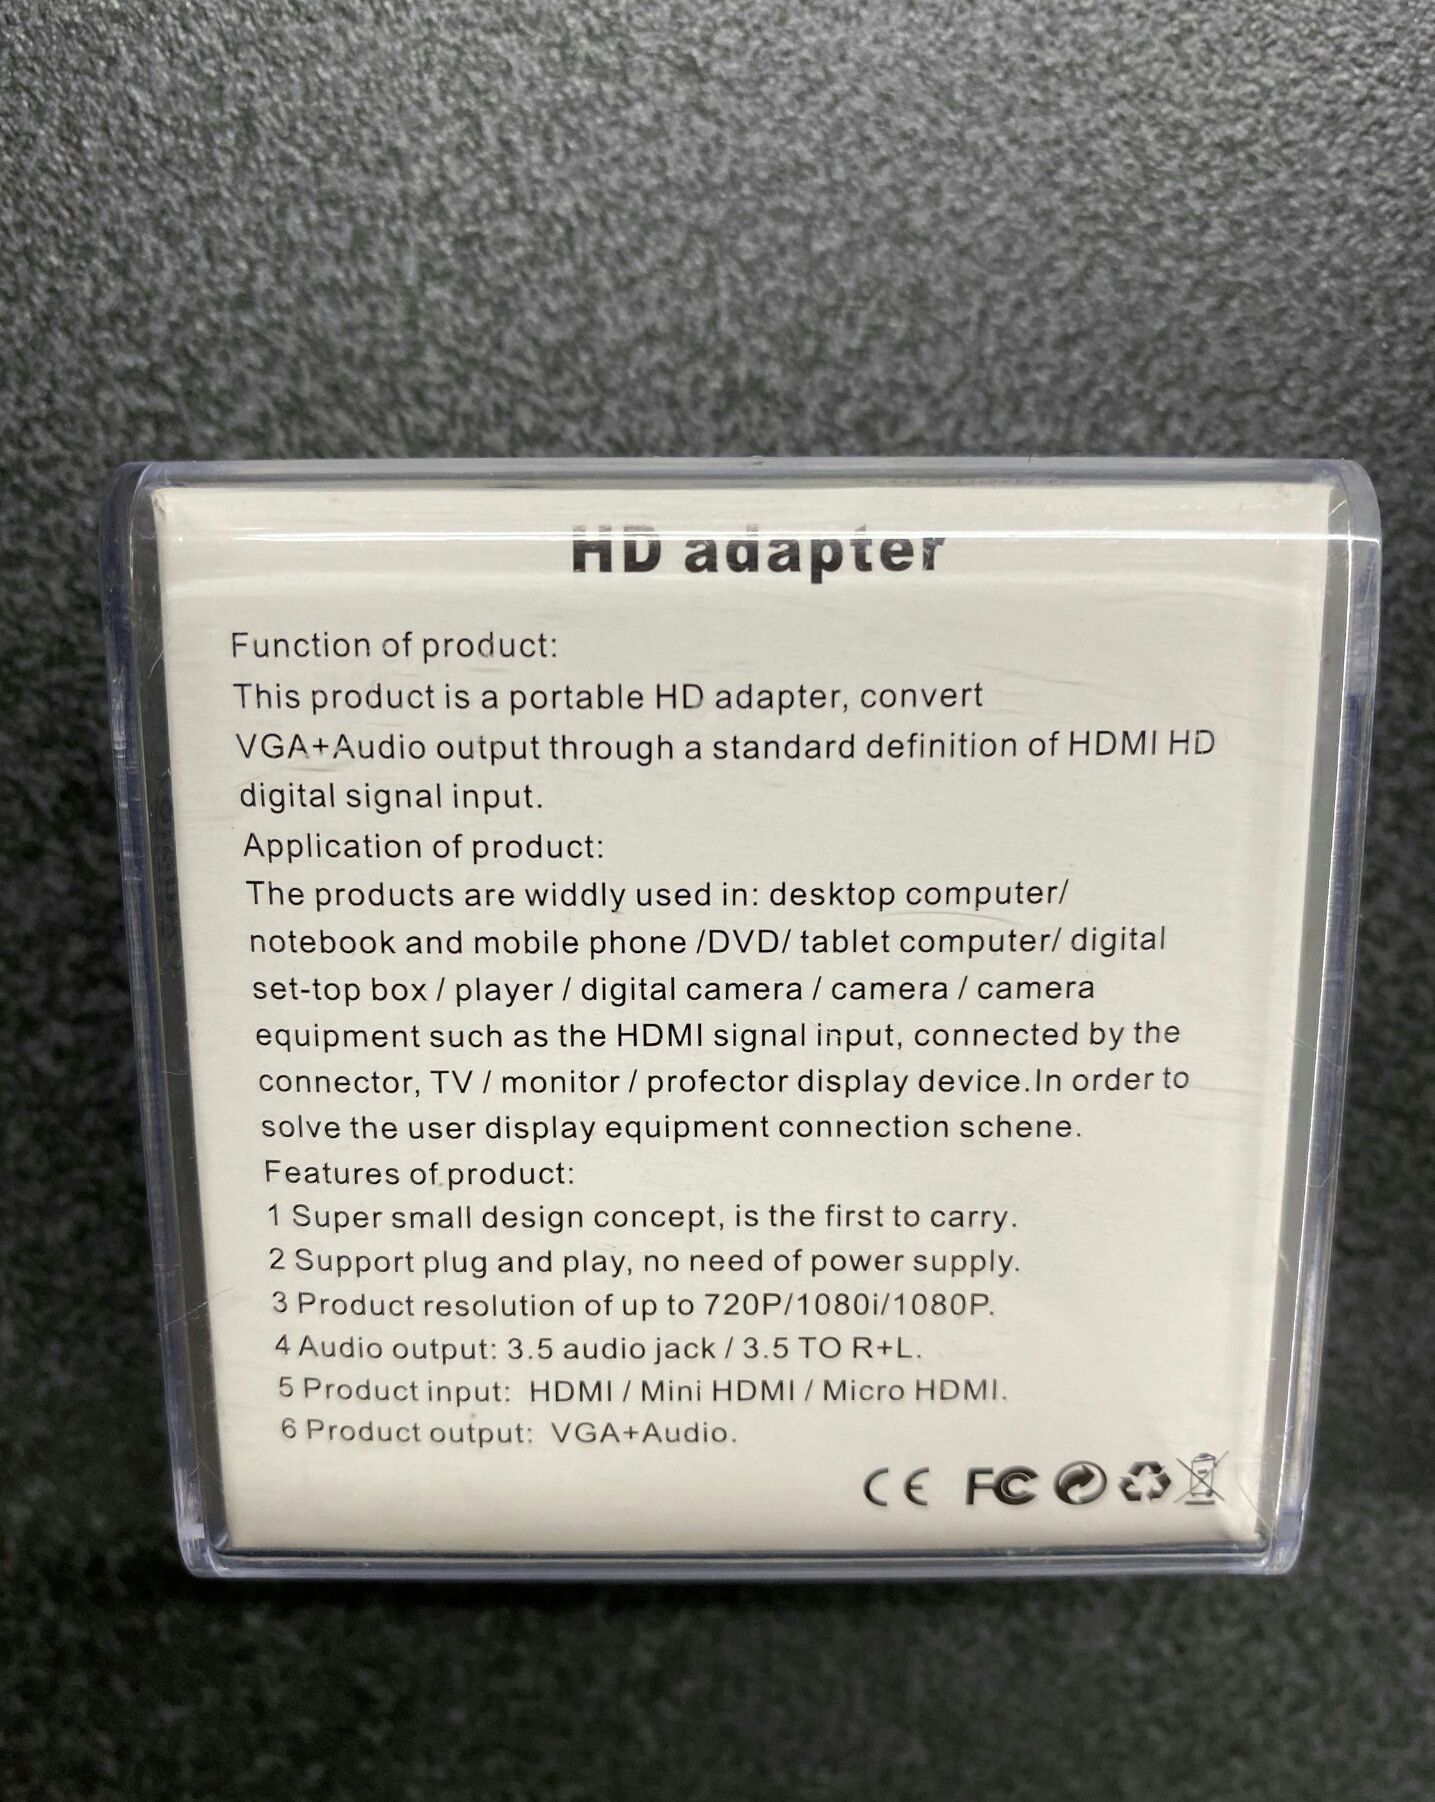 HD adapter
Function of product:
This product is a portable HD adapter, convert
VGA+Audio output through a standard definition of HDMI HD
digital signal input.
Application of product:
The products are widdly used in: desktop computer/
notebook and mobile phone /DVD/ tablet computer/ digital
set-top box / player / digital camera / camera / camera
equipment such as the HDMI signal input, connected by the
connector, TV / monitor / profector display device.In order to
solve the user display equipment connection schene.
Features of product:
1 Super small design concept, is the first to carry.
2 Support plug and play, no need of power supply.
3 Product resolution of up to 720P/1080i/1080P.
4 Audio output: 3.5 audio jack / 3.5 TO R+L.
5 Product input: HDMI / Mini HDMI / Micro HDMI.
6 Product output: VGA+Audio.
CE FC